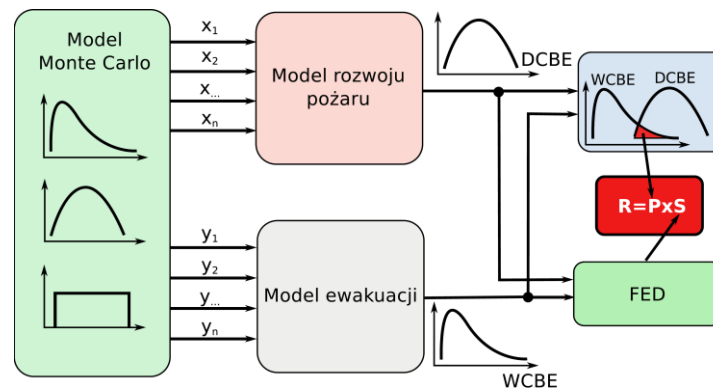 Model
Monte Carlo
x1
x2
x...
xn
y1
y2
y...
yn
Model rozwoju
pożaru
Model ewakuacji
DCBE
WCBE
WCBE
DCBE
R=PxS
FED